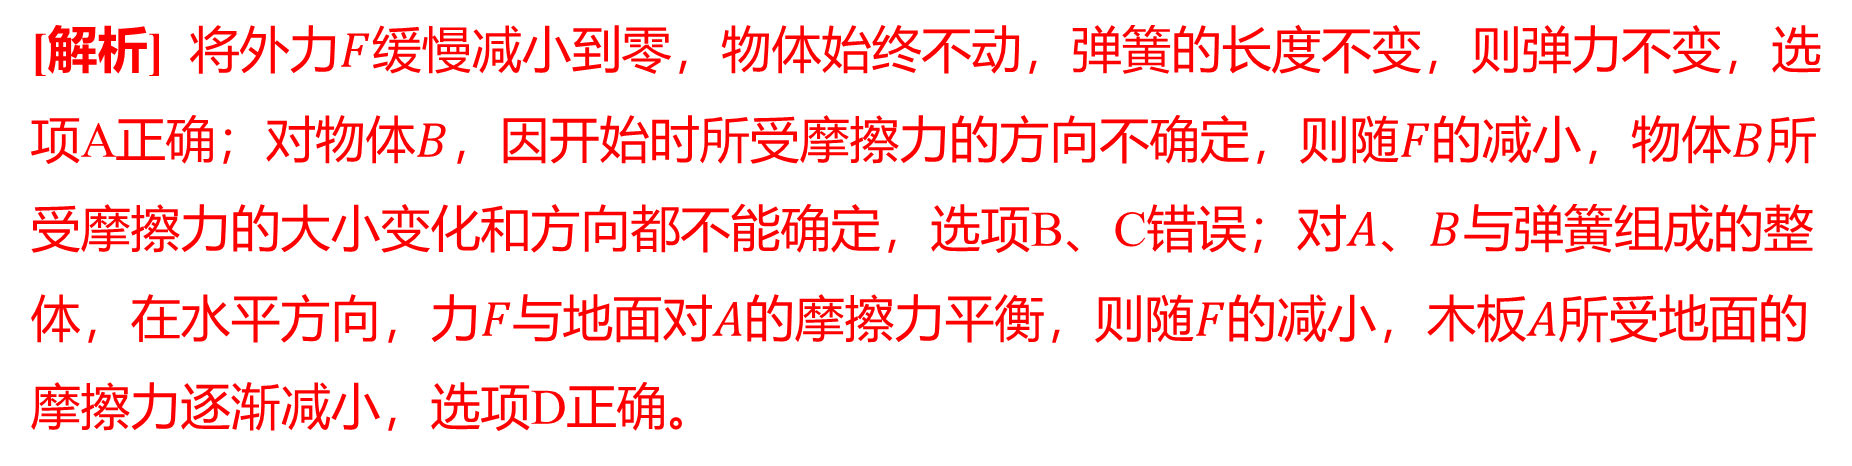 [解析] 将外力F缓慢减小到零，物体始终不动，弹簧的长度不变，则弹力不变，选
项A正确；对物体B，因开始时所受摩擦力的方向不确定，则随F的减小，物体B所
受摩擦力的大小变化和方向都不能确定，选项B、C错误；对A、B与弹簧组成的整
体，在水平方向，力F与地面对A的摩擦力平衡，则随F的减小，木板A所受地面的
摩擦力逐渐减小，选项D正确。